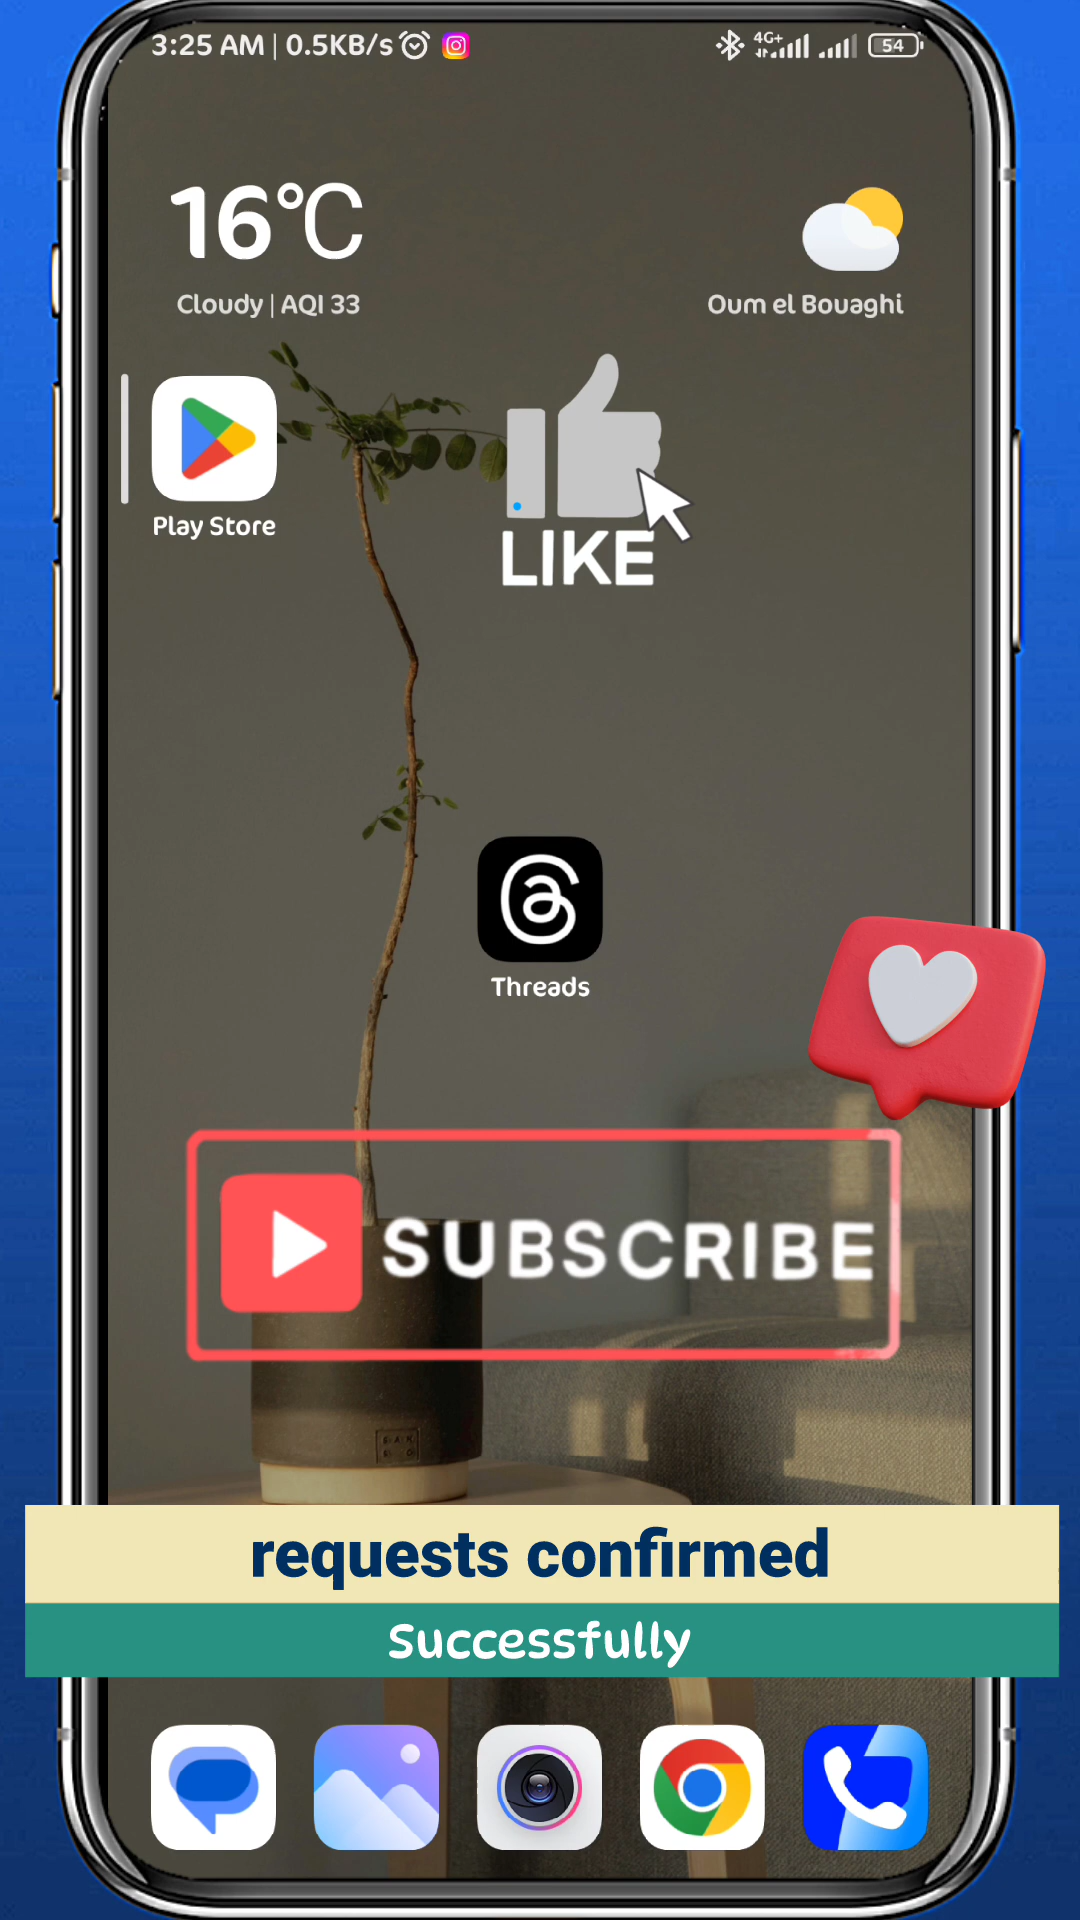 3:25 AM | 0.5KB/s
4G+
54
16°C
Cloudy | AQI 33
Oum el Bouaghi
Play Store
LIKE
Threads
SUBSCRIBE
requests confirmed
Successfully